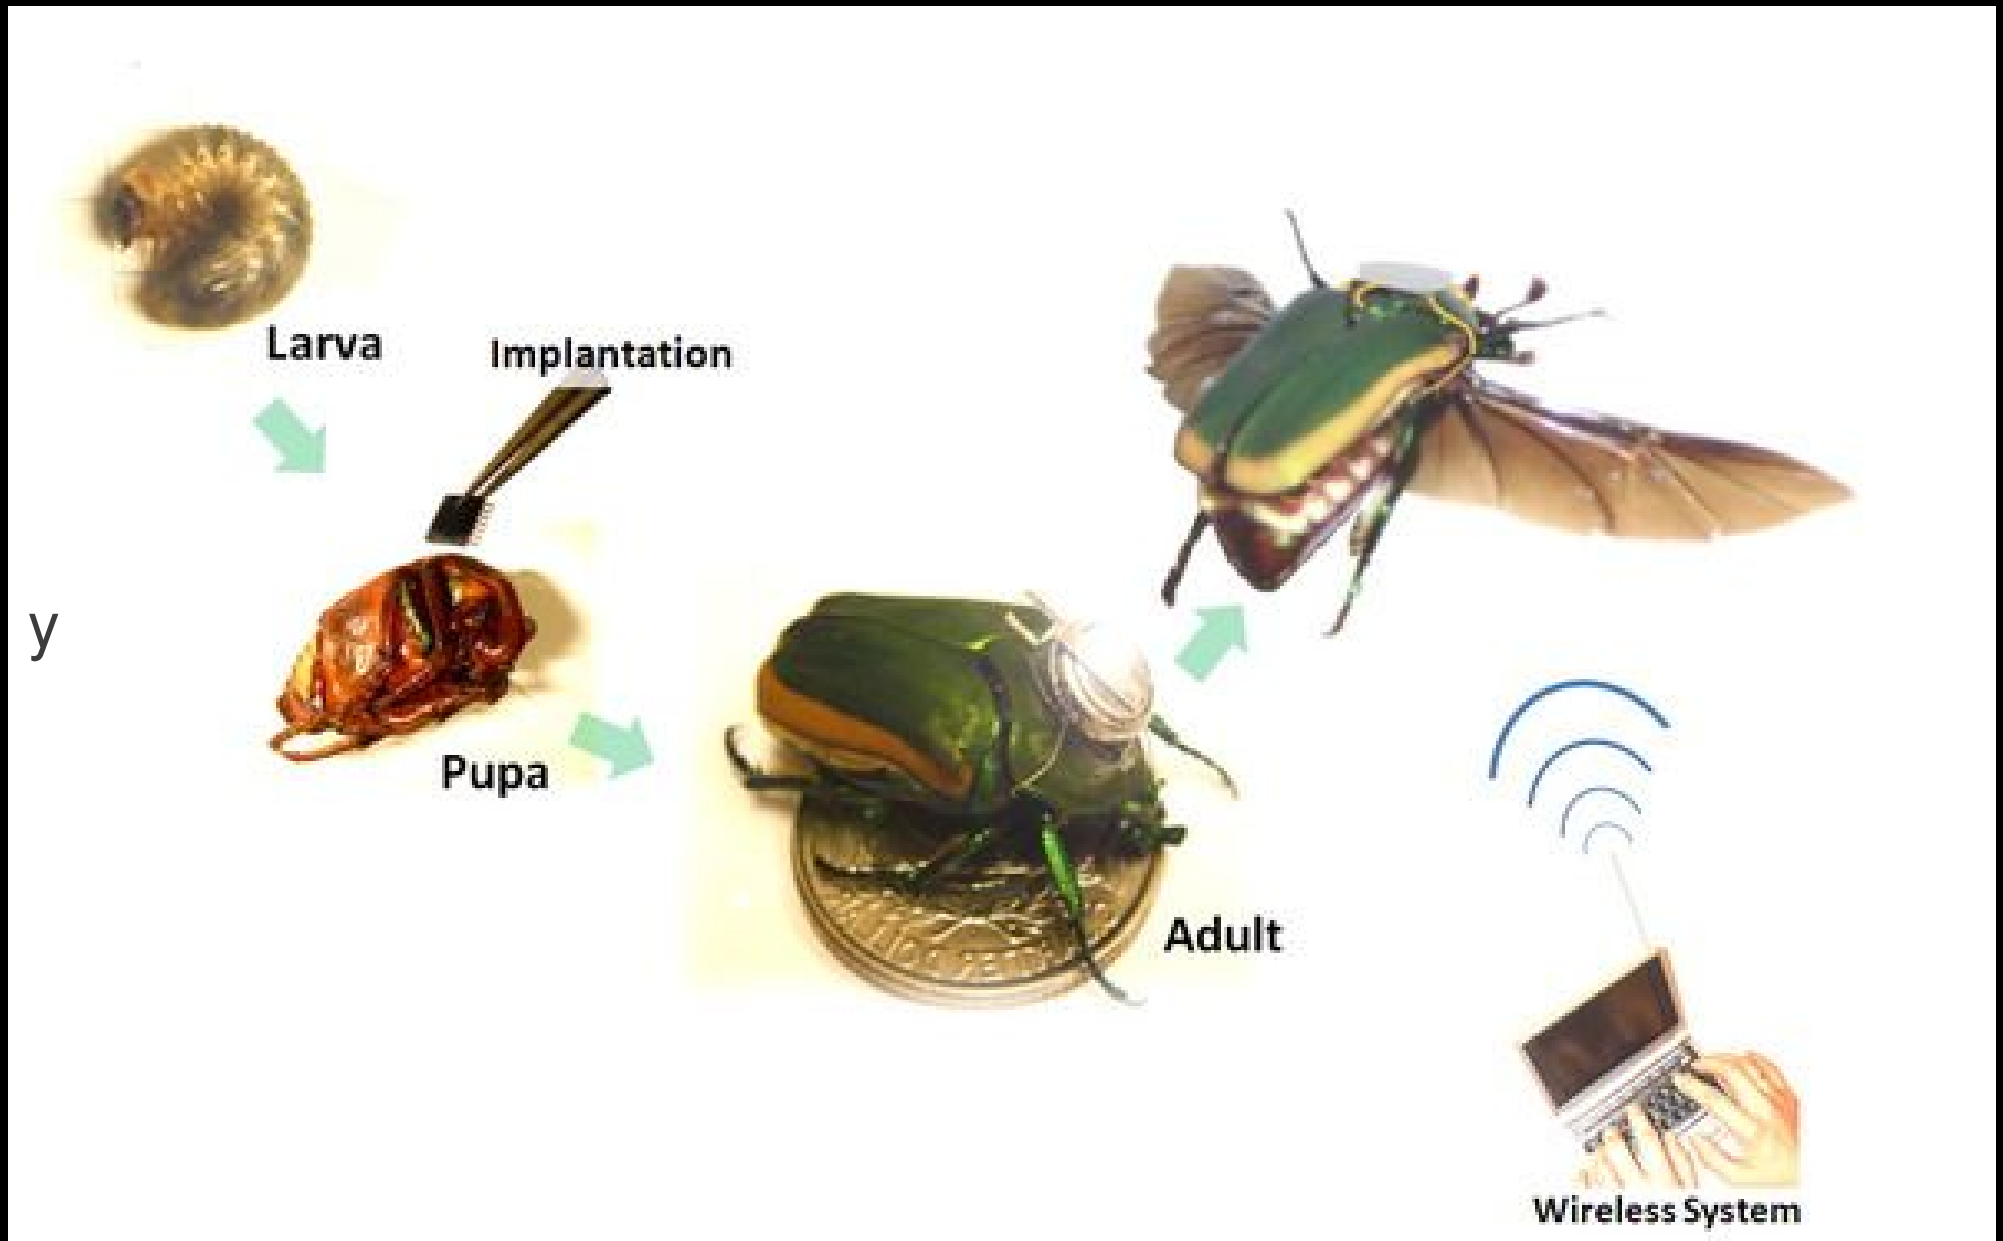 Larva
Implantation
y
Pupa
Adult
Wireless System